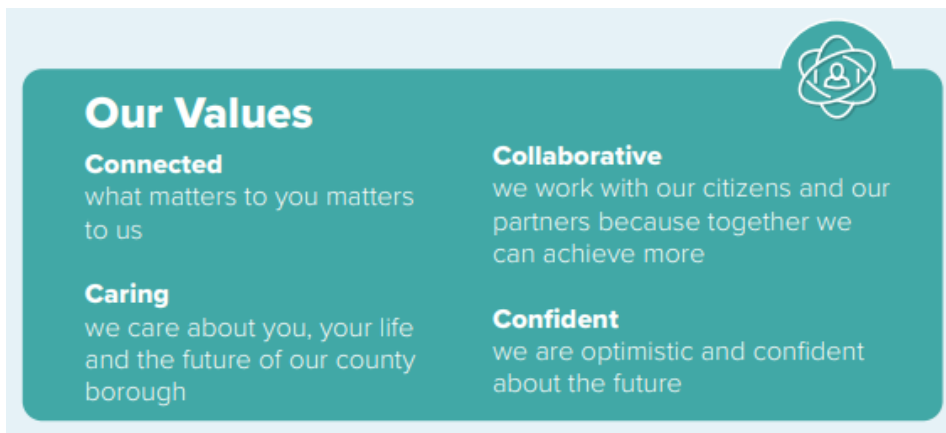 Our Values
Connected
what matters to you matters
to us
Caring
we care about you, your life
and the future of our county
borough
Collaborative
we work with our citizens and our
partners because together we
can achieve more
Confident
we are optimistic and confident
about the future